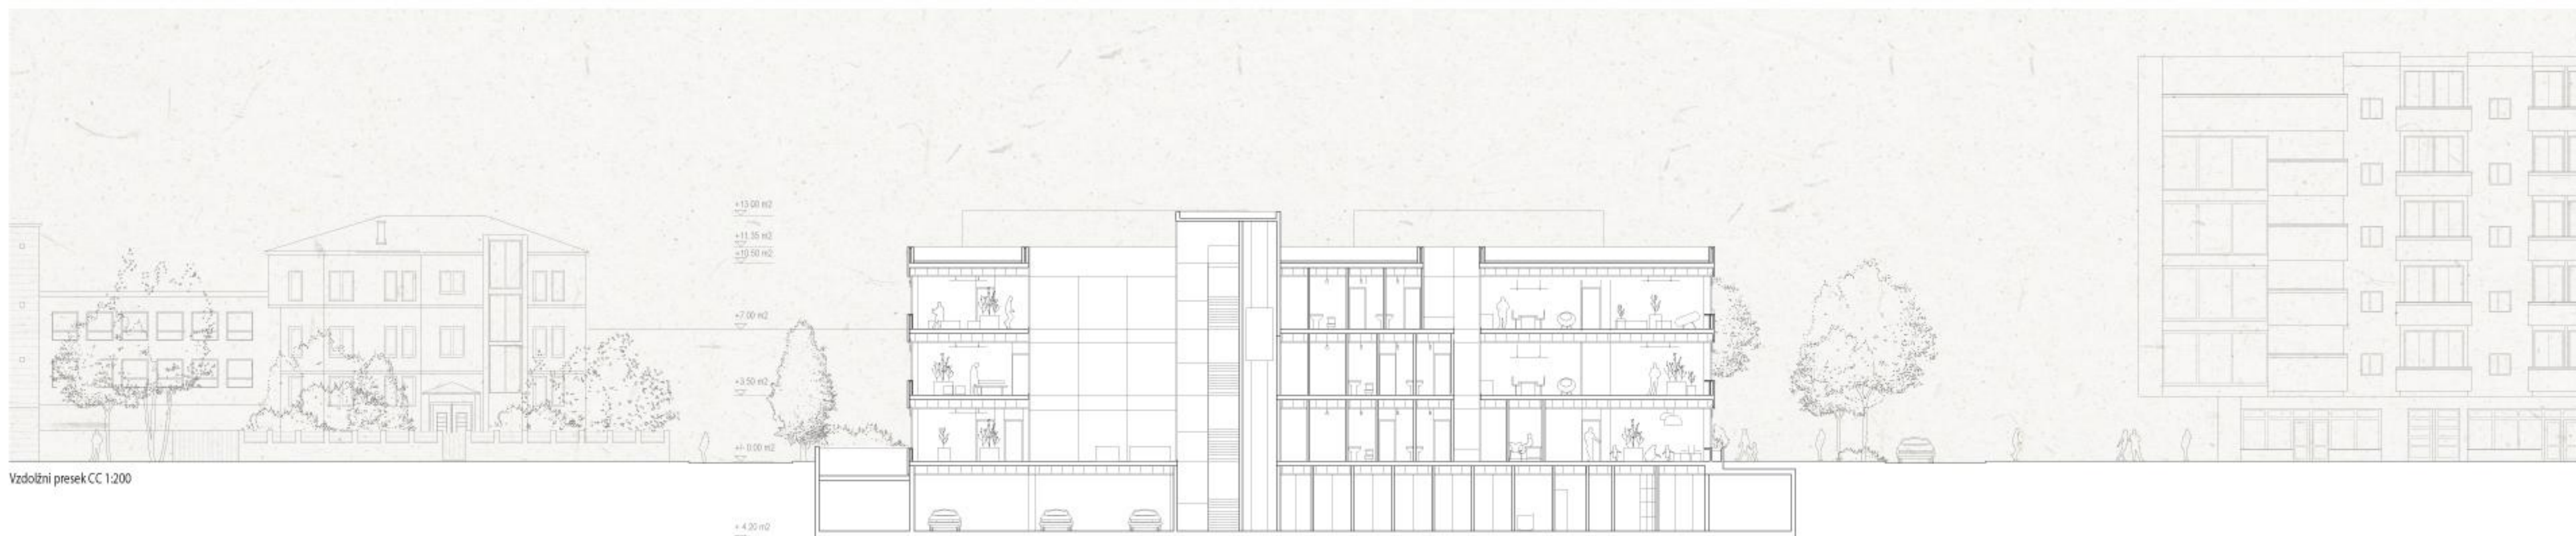 +13.00 m2
+11.35 m2
+10.50 m2
+7.00 m2
+3.50 m2
+/- 0.00 m2
Vzdolžni presek CC 1:200
+ 4.20 m2